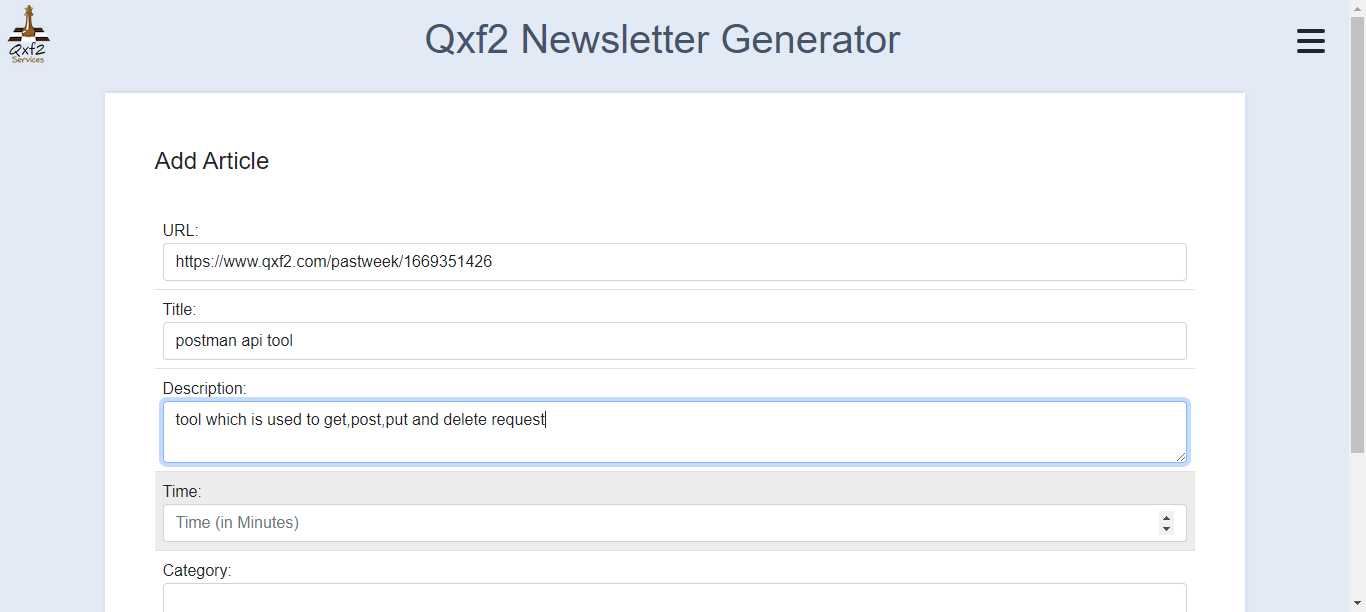 Qxf2
Services
Qxf2 Newsletter Generator
Add Article
URL:
https://www.qxf2.com/pastweek/1669351426
Title:
postman api tool
Description:
tool which is used to get,post,put and delete request
Time:
Time (in Minutes)
Category: